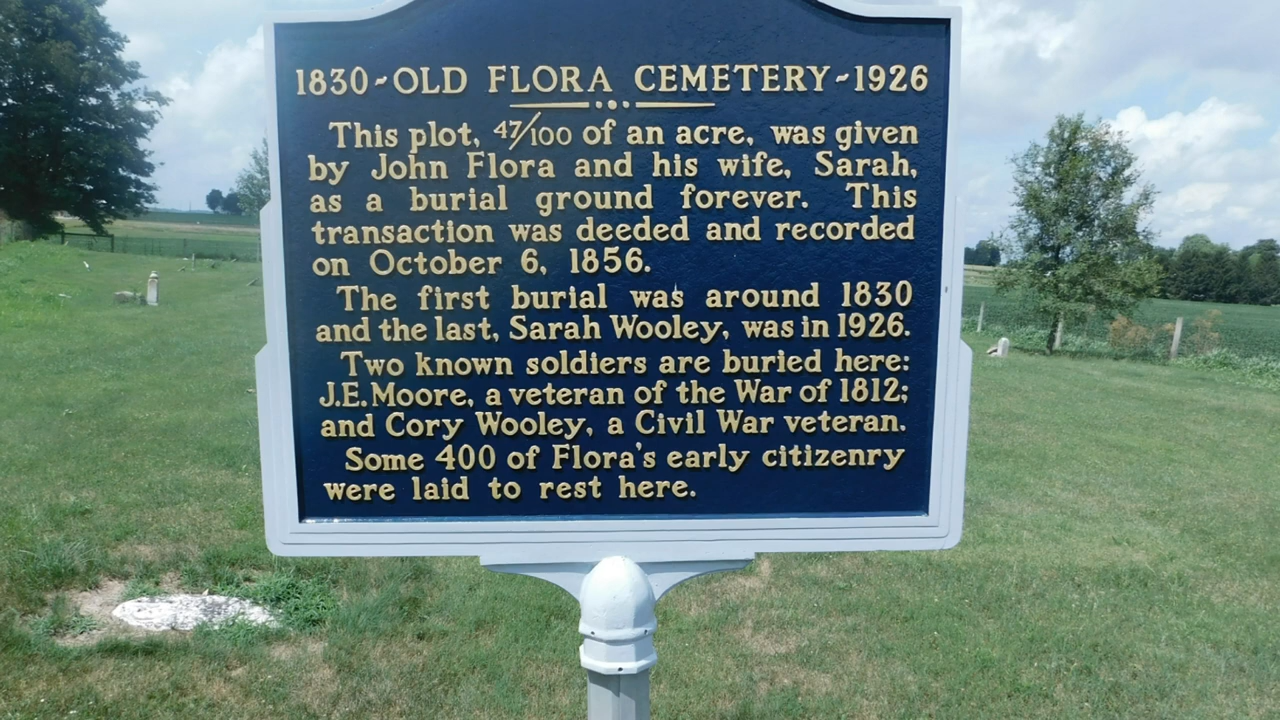 1830~OLD FLORA CEMETERY~1926
This plot, 47/100 of an acre, was given
by John Flora and his wife, Sarah,
as a burial ground forever. This
transaction was deeded and recorded
on October 6, 1856.
The first burial was around 1830
and the last, Sarah Wooley, was in 1926.
Two known soldiers are buried here:
J.E. Moore, a veteran of the War of 1812;
and Cory Wooley, a Civil War veteran.
Some 400 of Flora's early citizenry
were laid to rest here.